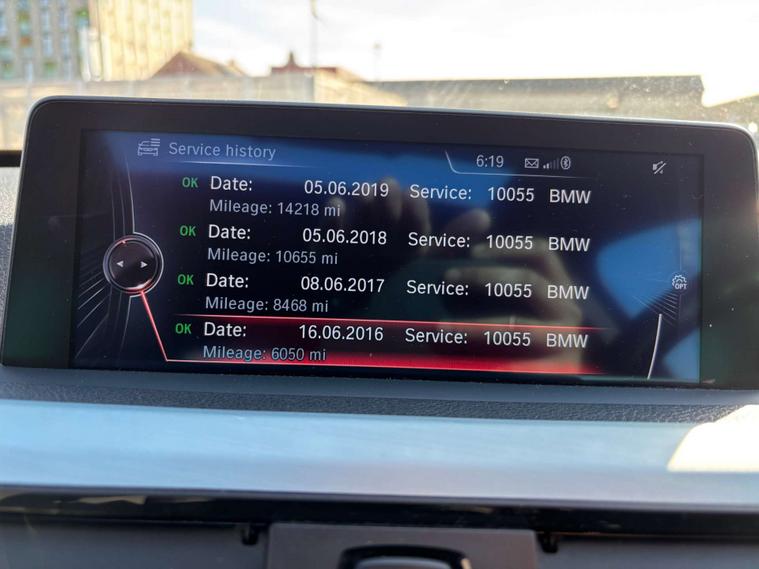 Service history
6:19
OK Date: 05.06.2019 Service: 10055 BMW
Mileage: 14218 mi
OK Date: 05.06.2018 Service: 10055 BMW
Mileage: 10655 mi
OK Date: 08.06.2017 Service: 10055 BMW
Mileage: 8468 mi
OPT
OK Date: 16.06.2016 Service: 10055 BMW
Mileage: 6050 mi